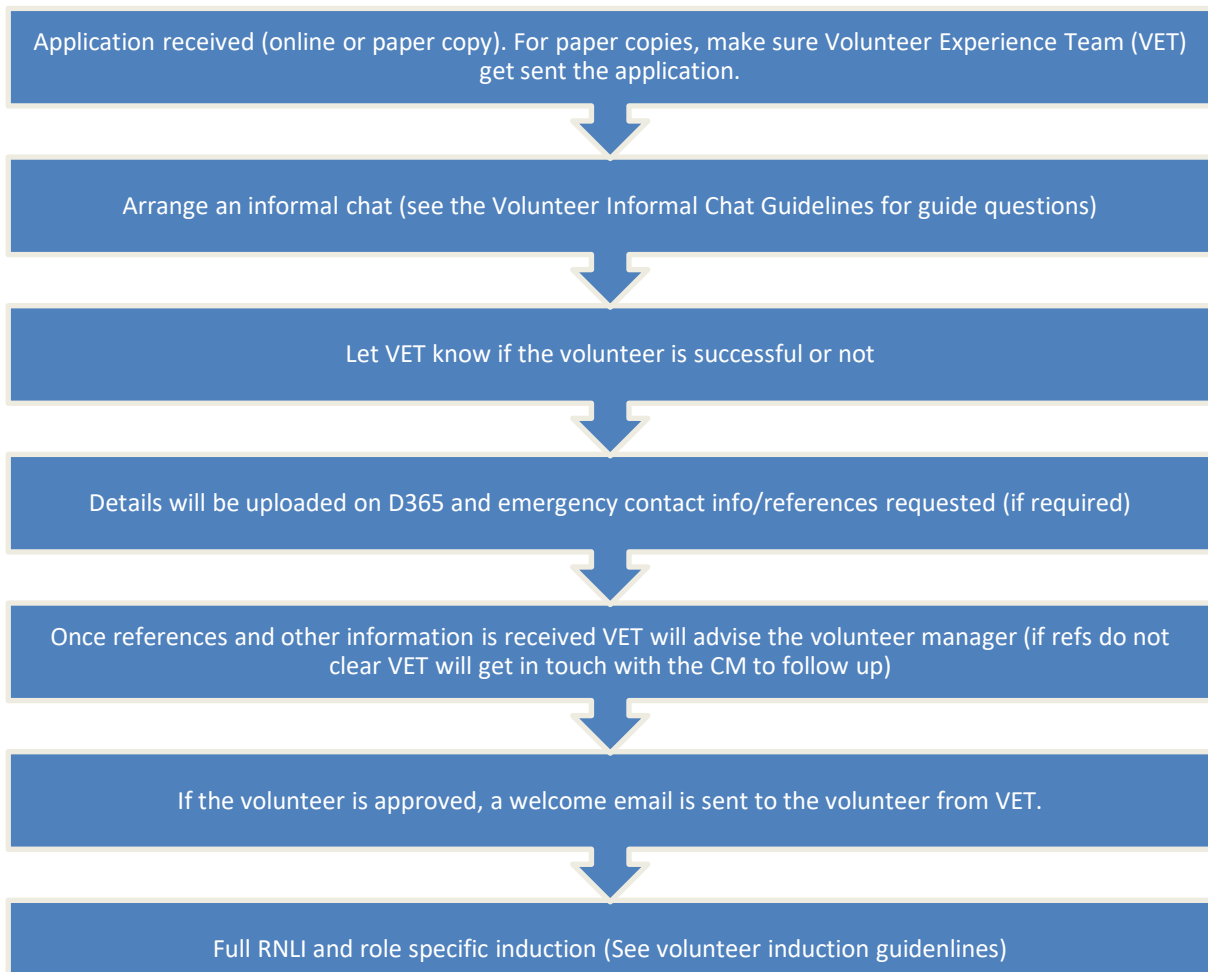 Application received (online or paper copy). For paper copies, make sure Volunteer Experience Team (VET)
get sent the application.
Arrange an informal chat (see the Volunteer Informal Chat Guidelines for guide questions)
Let VET know if the volunteer is successful or not
Details will be uploaded on D365 and emergency contact info/references requested (if required)
Once references and other information is received VET will advise the volunteer manager (if refs do not
clear VET will get in touch with the CM to follow up)
If the volunteer is approved, a welcome email is sent to the volunteer from VET.
Full RNLI and role specific induction (See volunteer induction guidenlines)